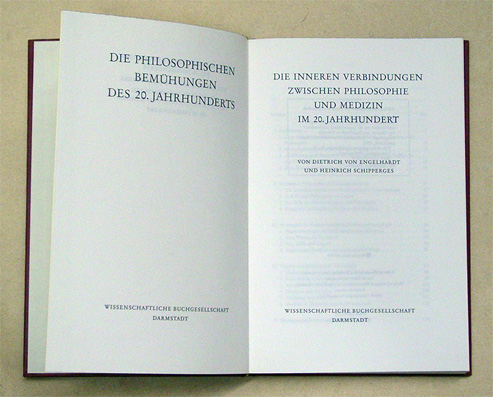 DIE PHILOSOPHISCHEN
BEMÜHUNGEN
DES 20. JAHRHUNDERTS
WISSENSCHAFTLICHE BUCHGESELLSCHAFT
DARMSTADT
DIE INNEREN VERBINDUNGEN
ZWISCHEN PHILOSOPHIE
UND MEDIZIN
IM 20. JAHRHUNDERT
VON DIETRICH VON ENGELHARDT
UND HEINRICH SCHIPPERGES
WISSENSCHAFTLICHE BUCHGESELLSCHAFT
DARMSTADT